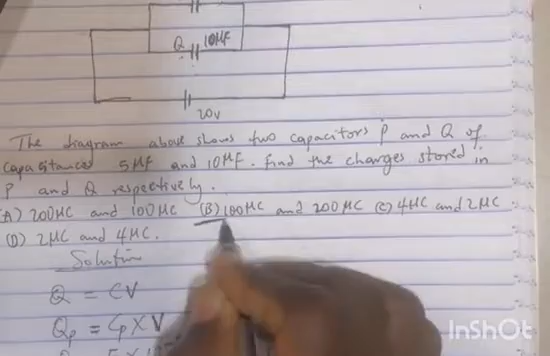 Q 10μF
20V
The diagram above shows two capacitors P and Q of
capacitances 5μF and 10μF. Find the charges stored in
P and Q respectively.
(A) 200μC and 100μC (B) 100μC and 200μC (C) 4μC and 2μC
(D) 2μC and 4μC.
Solution
Q = CV
Qp = Cp X V
InShOt